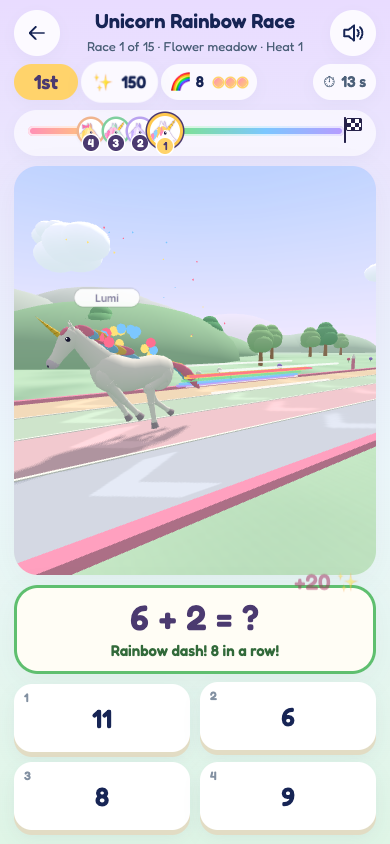 Unicorn Rainbow Race
Race 1 of 15 · Flower meadow · Heat 1
1st
150
8
13 s
4
3
2
1
Lumi
+20
6 + 2 = ?
Rainbow dash! 8 in a row!
1
11
2
6
3
8
4
9